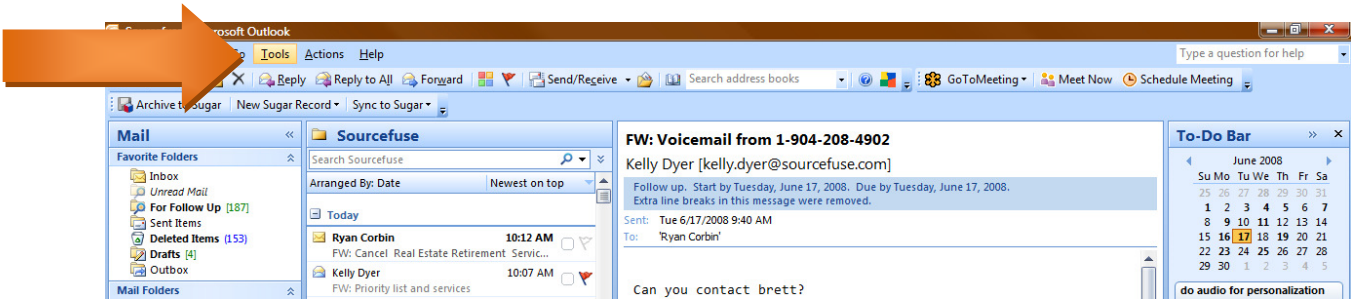 Microsoft Outlook
Tools Actions Help
Type a question for help
Reply Reply to All Forward Send/Receive Search address books GoToMeeting Meet Now Schedule Meeting
Archive to Sugar New Sugar Record Sync to Sugar
Mail «
Favorite Folders
Inbox
Unread Mail
For Follow Up [187]
Sent Items
Deleted Items (153)
Drafts [4]
Outbox
Mail Folders
Sourcefuse
Search Sourcefuse
Arranged By: Date Newest on top
Today
Ryan Corbin 10:12 AM
FW: Cancel Real Estate Retirement Servic...
Kelly Dyer 10:07 AM
FW: Priority list and services
FW: Voicemail from 1-904-208-4902
Kelly Dyer [kelly.dyer@sourcefuse.com]
Follow up. Start by Tuesday, June 17, 2008. Due by Tuesday, June 17, 2008.
Extra line breaks in this message were removed.
Sent: Tue 6/17/2008 9:40 AM
To: 'Ryan Corbin'
Can you contact brett?
To-Do Bar » ×
June 2008
Su Mo Tu We Th Fr Sa
25 26 27 28 29 30 31
1 2 3 4 5 6 7
8 9 10 11 12 13 14
15 16 17 18 19 20 21
22 23 24 25 26 27 28
29 30 1 2 3 4 5
do audio for personalization